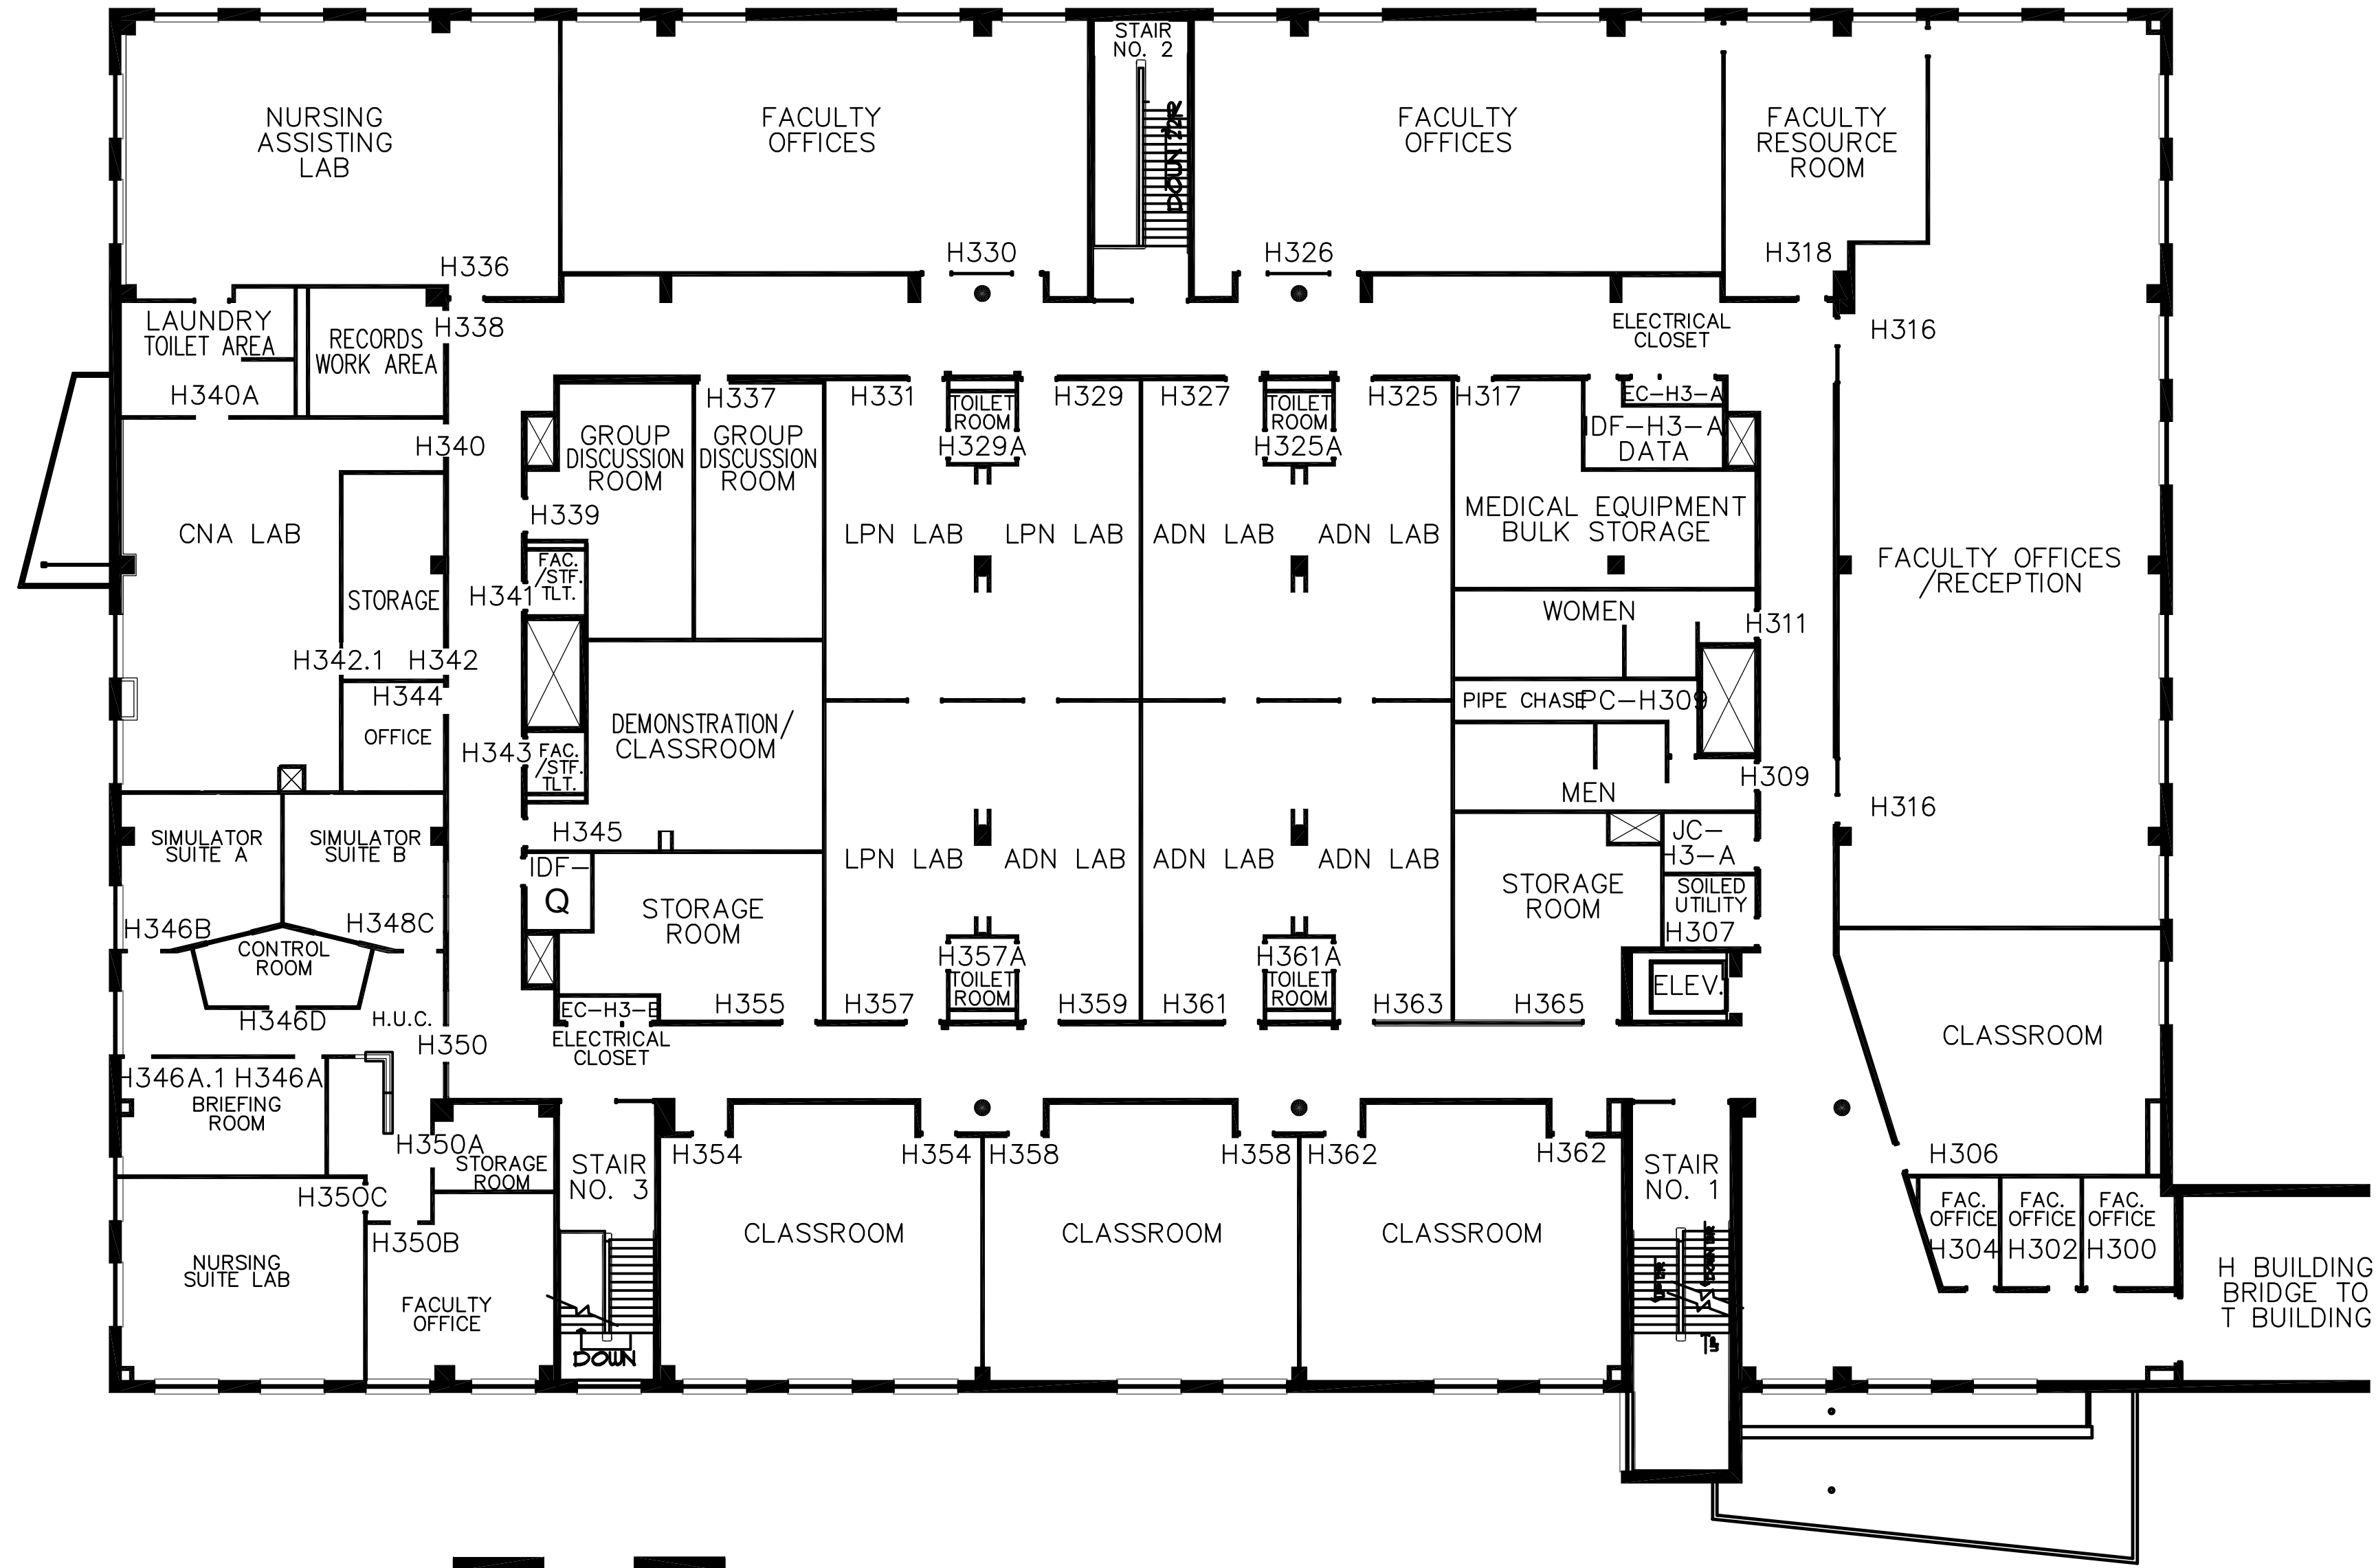 STAIR
NO. 2
NURSING
ASSISTING
LAB
FACULTY
OFFICES
FACULTY
OFFICES
FACULTY
RESOURCE
ROOM
H336
H330
H326
H318
LAUNDRY
TOILET AREA
RECORDS
WORK AREA
H338
ELECTRICAL
CLOSET
H316
H340A
H337
H331
TOILET
ROOM
H329A
H329
H327
TOILET
ROOM
H325A
H325
H317
EC-H3-A
IDF-H3-A
DATA
H340
GROUP
DISCUSSION
ROOM
GROUP
DISCUSSION
ROOM
H339
CNA LAB
LPN LAB
LPN LAB
ADN LAB
ADN LAB
MEDICAL EQUIPMENT
BULK STORAGE
FACULTY OFFICES
/RECEPTION
STORAGE
H341
FAC.
/STF.
TLT.
WOMEN
H311
H342.1
H342
H344
OFFICE
H343
FAC.
/STF.
TLT.
DEMONSTRATION/
CLASSROOM
PIPE CHASE
PC-H309
H309
MEN
H316
SIMULATOR
SUITE A
SIMULATOR
SUITE B
H345
IDF-
Q
LPN LAB
ADN LAB
ADN LAB
ADN LAB
JC-
H3-A
STORAGE
ROOM
STORAGE
ROOM
SOILED
UTILITY
H307
H346B
H348C
CONTROL
ROOM
H357A
TOILET
ROOM
H361A
TOILET
ROOM
ELEV.
H346D
H.U.C.
H350
EC-H3-E
ELECTRICAL
CLOSET
H355
H357
H359
H361
H363
H365
CLASSROOM
H346A.1
H346A
BRIEFING
ROOM
H350A
STORAGE
ROOM
STAIR
NO. 3
H354
H354
H358
H358
H362
H362
STAIR
NO. 1
H306
H350C
H350B
NURSING
SUITE LAB
FACULTY
OFFICE
CLASSROOM
CLASSROOM
CLASSROOM
FAC.
OFFICE
H304
FAC.
OFFICE
H302
FAC.
OFFICE
H300
H BUILDING
BRIDGE TO
T BUILDING
DOWN
UP